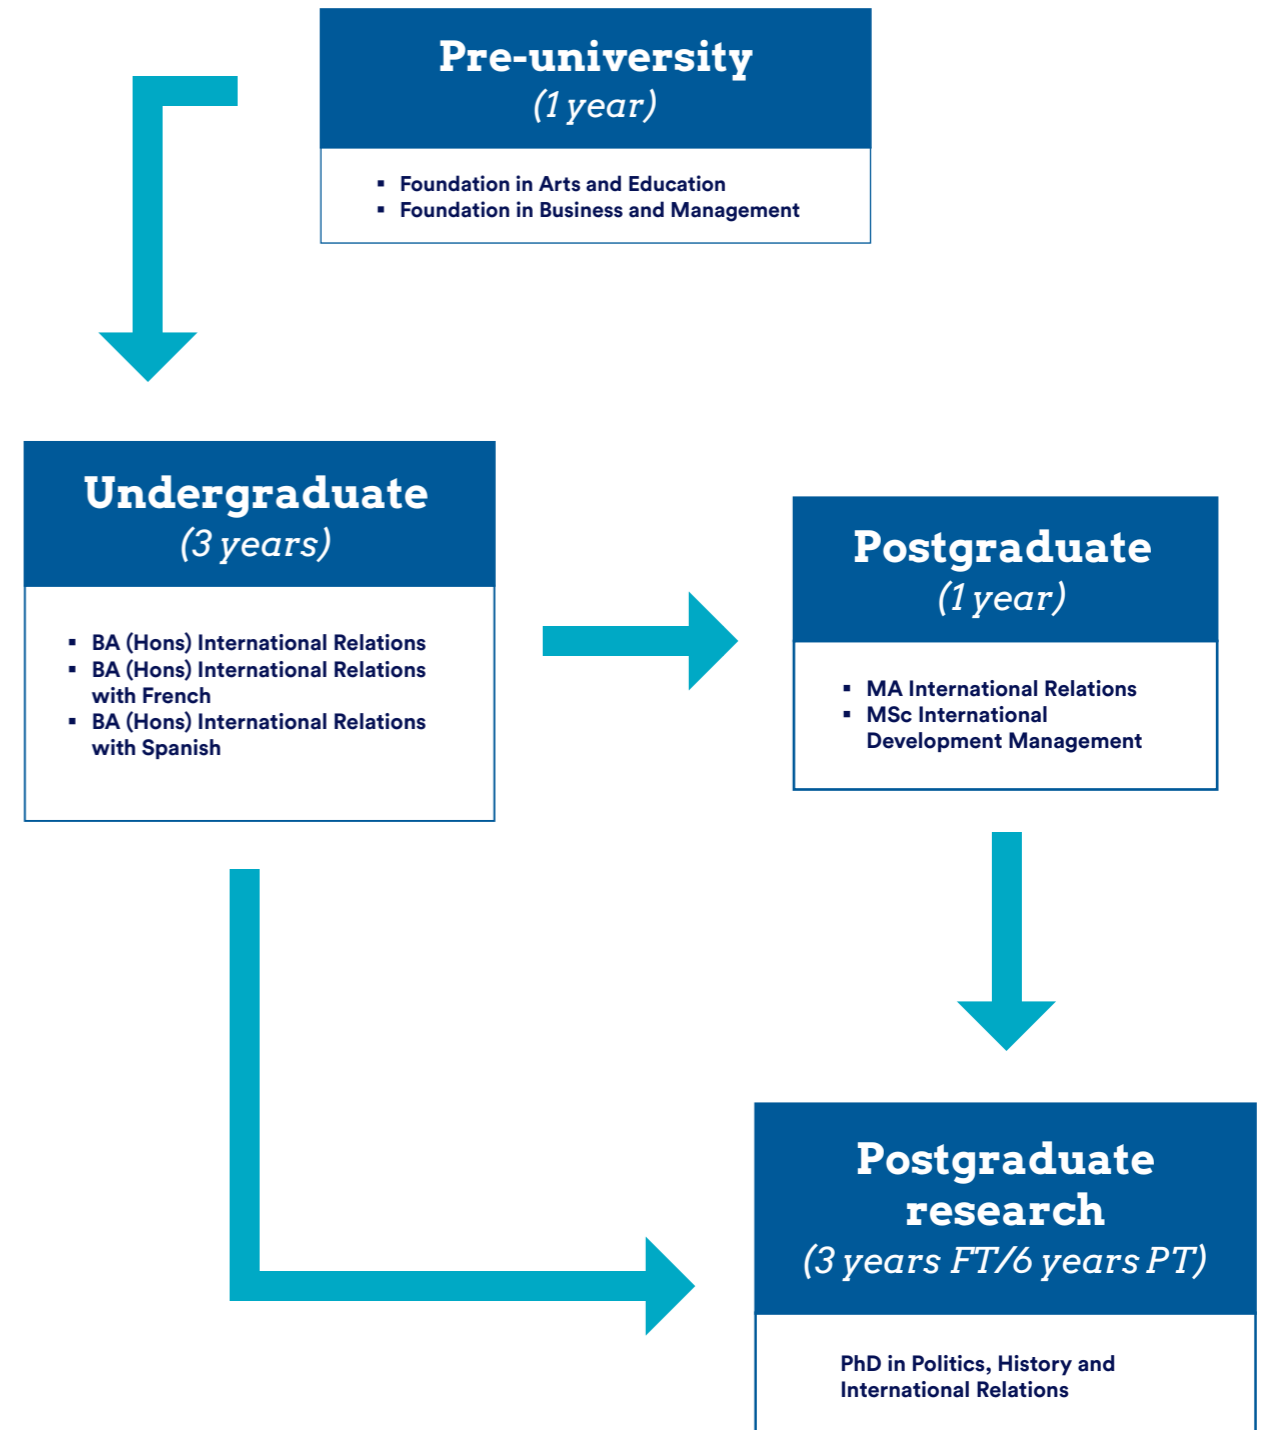 Pre-university
(1 year)
▪ Foundation in Arts and Education
▪ Foundation in Business and Management
Undergraduate
(3 years)
▪ BA (Hons) International Relations
▪ BA (Hons) International Relations
with French
▪ BA (Hons) International Relations
with Spanish
Postgraduate
(1 year)
▪ MA International Relations
▪ MSc International
Development Management
Postgraduate
research
(3 years FT/6 years PT)
PhD in Politics, History and
International Relations